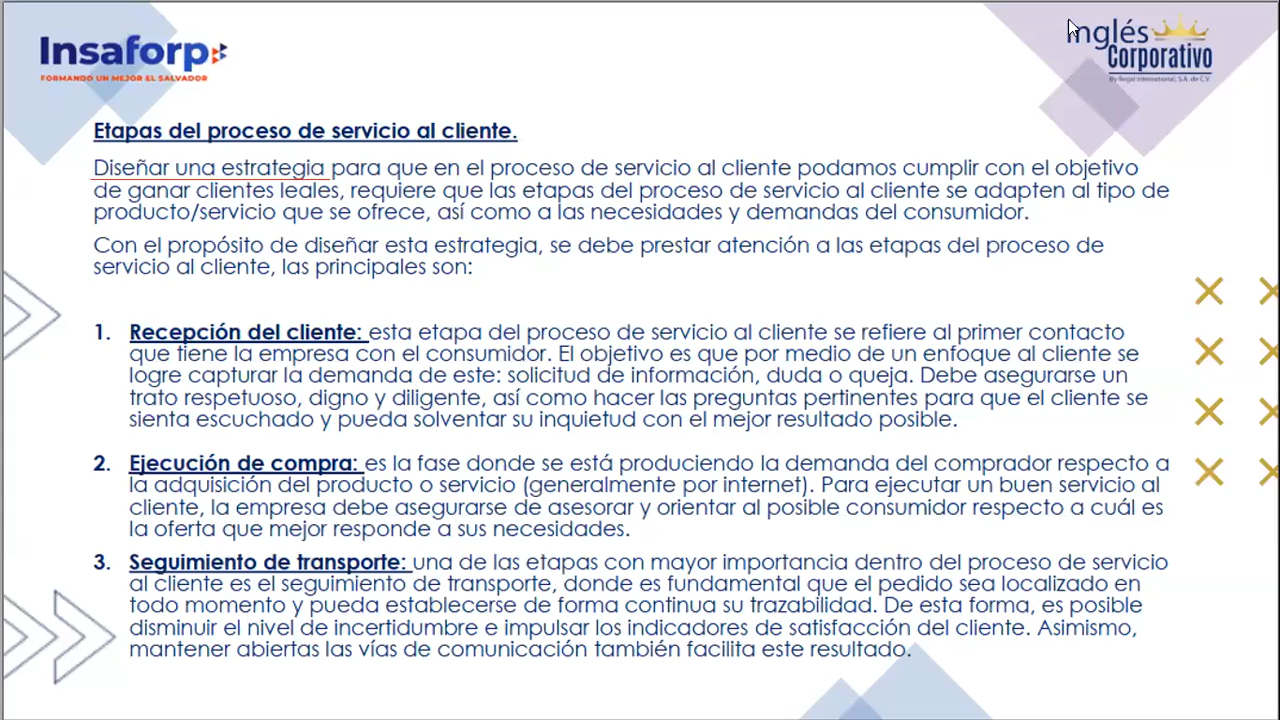 Insaforp
FORMANDO UN MEJOR EL SALVADOR
Inglés
Corporativo
By Regal International, S.A. de C.V.
Etapas del proceso de servicio al cliente.
Diseñar una estrategia para que en el proceso de servicio al cliente podamos cumplir con el objetivo
de ganar clientes leales, requiere que las etapas del proceso de servicio al cliente se adapten al tipo de
producto/servicio que se ofrece, así como a las necesidades y demandas del consumidor.
Con el propósito de diseñar esta estrategia, se debe prestar atención a las etapas del proceso de
servicio al cliente, las principales son:
1. Recepción del cliente: esta etapa del proceso de servicio al cliente se refiere al primer contacto
que tiene la empresa con el consumidor. El objetivo es que por medio de un enfoque al cliente se
logre capturar la demanda de este: solicitud de información, duda o queja. Debe asegurarse un
trato respetuoso, digno y diligente, así como hacer las preguntas pertinentes para que el cliente se
sienta escuchado y pueda solventar su inquietud con el mejor resultado posible.
2. Ejecución de compra: es la fase donde se está produciendo la demanda del comprador respecto a
la adquisición del producto o servicio (generalmente por internet). Para ejecutar un buen servicio al
cliente, la empresa debe asegurarse de asesorar y orientar al posible consumidor respecto a cuál es
la oferta que mejor responde a sus necesidades.
3. Seguimiento de transporte: una de las etapas con mayor importancia dentro del proceso de servicio
al cliente es el seguimiento de transporte, donde es fundamental que el pedido sea localizado en
todo momento y pueda establecerse de forma continua su trazabilidad. De esta forma, es posible
disminuir el nivel de incertidumbre e impulsar los indicadores de satisfacción del cliente. Asimismo,
mantener abiertas las vías de comunicación también facilita este resultado.